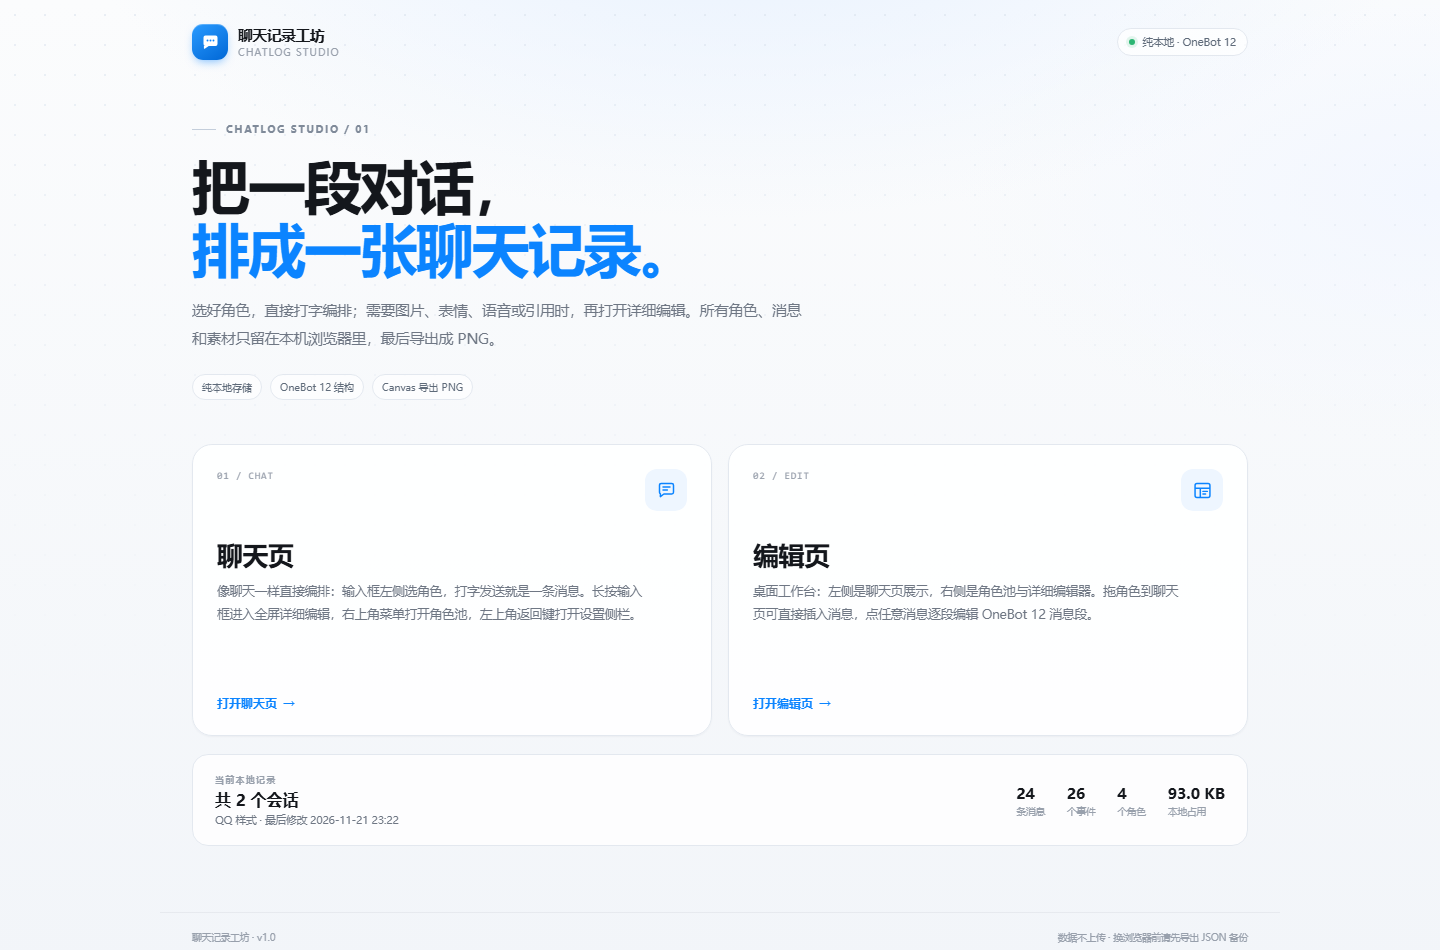 聊天记录工坊
CHATLOG STUDIO
纯本地 · OneBot 12
CHATLOG STUDIO / 01
把一段对话，
排成一张聊天记录。
选好角色，直接打字编排；需要图片、表情、语音或引用时，再打开详细编辑。所有角色、消息
和素材只留在本机浏览器里，最后导出成 PNG。
纯本地存储
OneBot 12 结构
Canvas 导出 PNG
01 / CHAT
聊天页
像聊天一样直接编排：输入框左侧选角色，打字发送就是一条消息。长按输入
框进入全屏详细编辑，右上角菜单打开角色池，左上角返回键打开设置侧栏。
打开聊天页 →
02 / EDIT
编辑页
桌面工作台：左侧是聊天页展示，右侧是角色池与详细编辑器。拖角色到聊天
页可直接插入消息，点任意消息逐段编辑 OneBot 12 消息段。
打开编辑页 →
当前本地记录
共 2 个会话
QQ 样式 · 最后修改 2026-11-21 23:22
24
条消息
26
个事件
4
个角色
93.0 KB
本地占用
聊天记录工坊 · v1.0
数据不上传 · 换浏览器前请先导出 JSON 备份